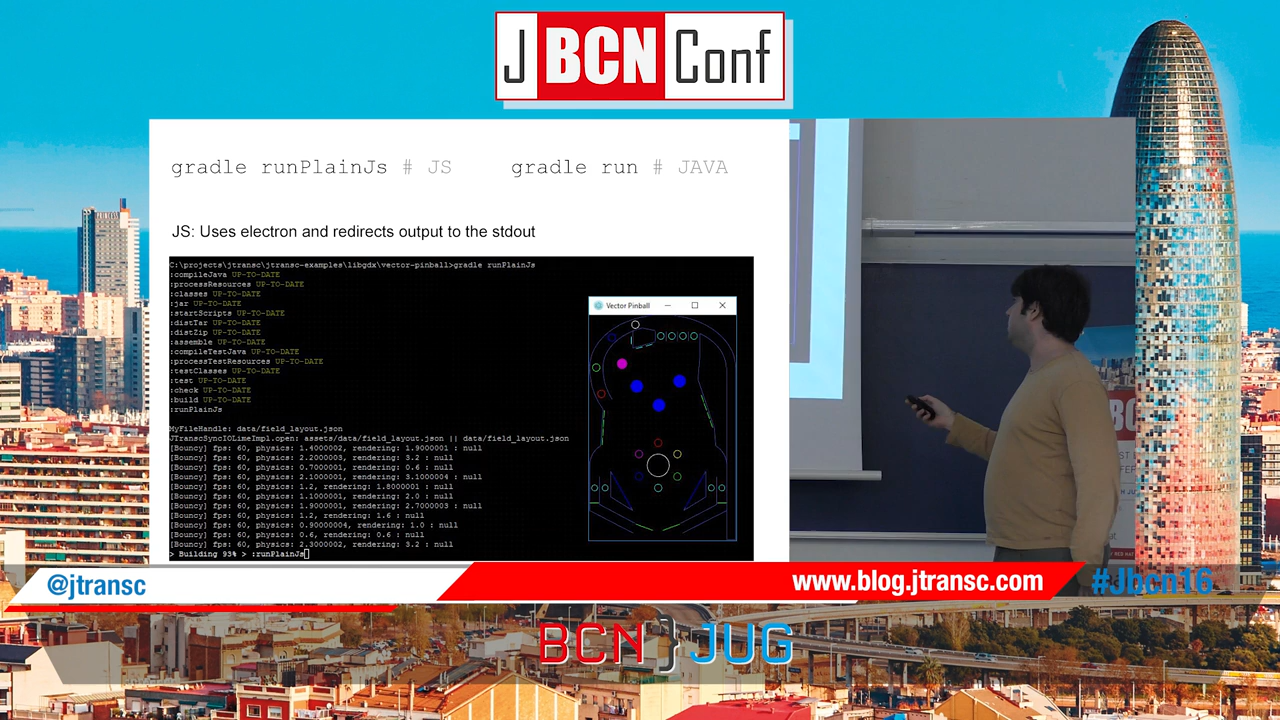 J BCN Conf
gradle runPlainJs # JS gradle run # JAVA
JS: Uses electron and redirects output to the stdout
C:\projects\jtransc\jtransc-examples\libgdx\vector-pinball>gradle runPlainJs
:compileJava UP-TO-DATE
:processResources UP-TO-DATE
:classes UP-TO-DATE
:jar UP-TO-DATE
:startScripts UP-TO-DATE
:distTar UP-TO-DATE
:distZip UP-TO-DATE
:assemble UP-TO-DATE
:compileTestJava UP-TO-DATE
:processTestResources UP-TO-DATE
:testClasses UP-TO-DATE
:test UP-TO-DATE
:check UP-TO-DATE
:build UP-TO-DATE
:runPlainJs
MyFileHandle: data/field_layout.json
JTranscSyncIOLimeImpl.open: assets/data/field_layout.json || data/field_layout.json
[Bouncy] fps: 60, physics: 1.4000002, rendering: 1.9000001 : null
[Bouncy] fps: 60, physics: 2.2000003, rendering: 3.2 : null
[Bouncy] fps: 60, physics: 0.7000001, rendering: 0.6 : null
[Bouncy] fps: 60, physics: 2.1000001, rendering: 3.1000004 : null
[Bouncy] fps: 60, physics: 1.2, rendering: 1.8000001 : null
[Bouncy] fps: 60, physics: 1.1000001, rendering: 2.0 : null
[Bouncy] fps: 60, physics: 1.9000001, rendering: 2.7000003 : null
[Bouncy] fps: 60, physics: 1.2, rendering: 1.6 : null
[Bouncy] fps: 60, physics: 0.90000004, rendering: 1.0 : null
[Bouncy] fps: 60, physics: 0.6, rendering: 0.6 : null
[Bouncy] fps: 60, physics: 2.3000002, rendering: 3.2 : null
> Building 93% > :runPlainJs
Vector Pinball
@jtransc
www.blog.jtransc.com
#Jbcn16
BCN JUG